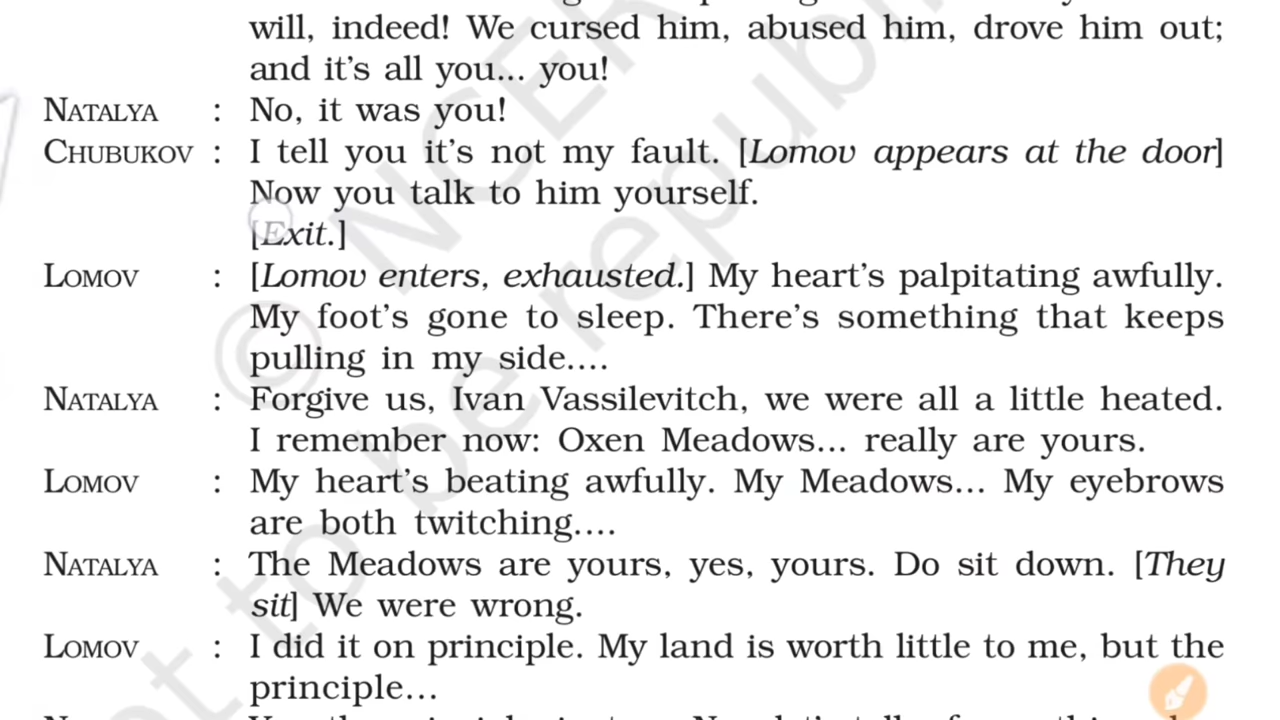 will, indeed! We cursed him, abused him, drove him out;
and it's all you... you!
NATALYA : No, it was you!
CHUBUKOV : I tell you it's not my fault. [Lomov appears at the door]
Now you talk to him yourself.
[Exit.]
LOMOV : [Lomov enters, exhausted.] My heart's palpitating awfully.
My foot's gone to sleep. There's something that keeps
pulling in my side....
NATALYA : Forgive us, Ivan Vassilevitch, we were all a little heated.
I remember now: Oxen Meadows... really are yours.
LOMOV : My heart's beating awfully. My Meadows... My eyebrows
are both twitching....
NATALYA : The Meadows are yours, yes, yours. Do sit down. [They
sit] We were wrong.
LOMOV : I did it on principle. My land is worth little to me, but the
principle...
© NCER
not to be republi